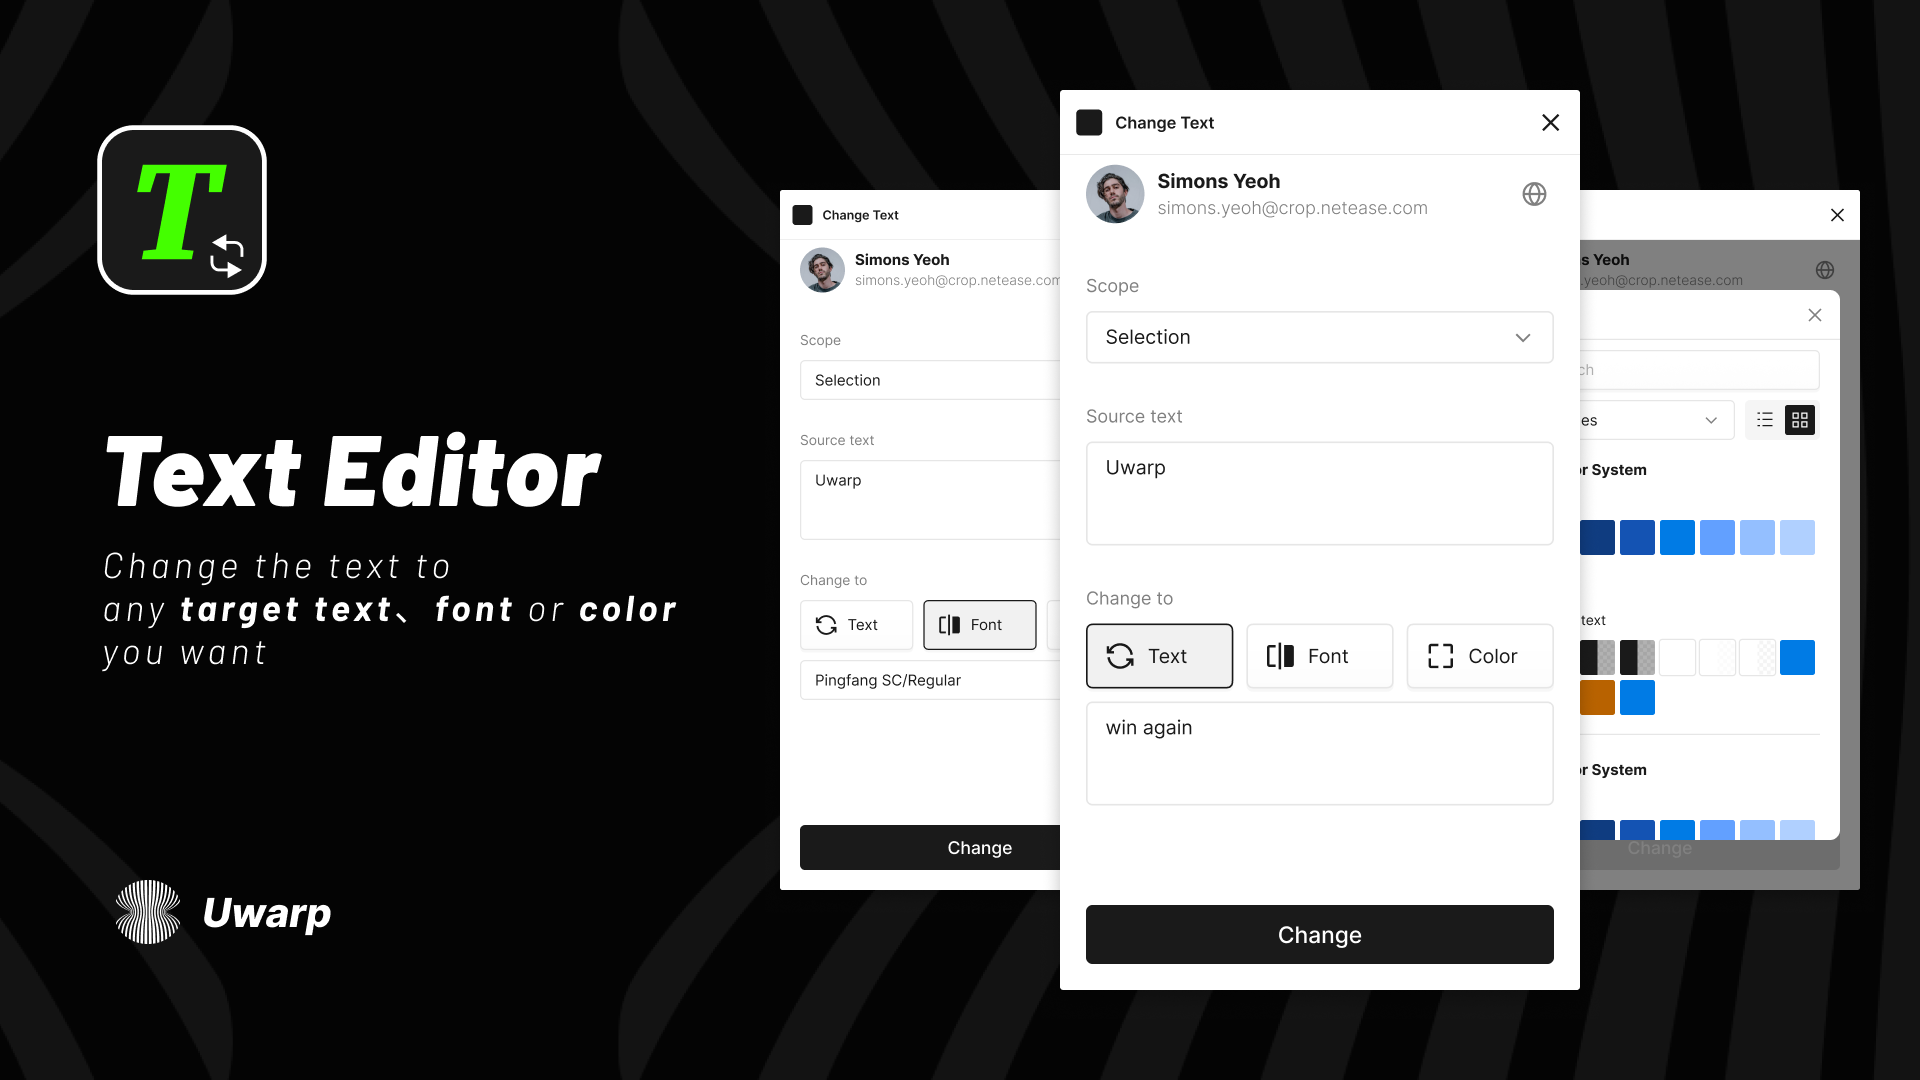 T
Text Editor
Change the text to
any target text、 font or color
you want
Uwarp
Change Text
Simons Yeoh
simons.yeoh@crop.netease.com
Scope
Selection
Source text
Uwarp
Change to
Text
Font
Pingfang SC/Regular
Change
Change Text
Simons Yeoh
simons.yeoh@crop.netease.com
Scope
Selection
Source text
Uwarp
Change to
Text
Font
Color
win again
Change
s Yeoh
.yeoh@crop.netease.com
ch
es
or System
text
or System
Change